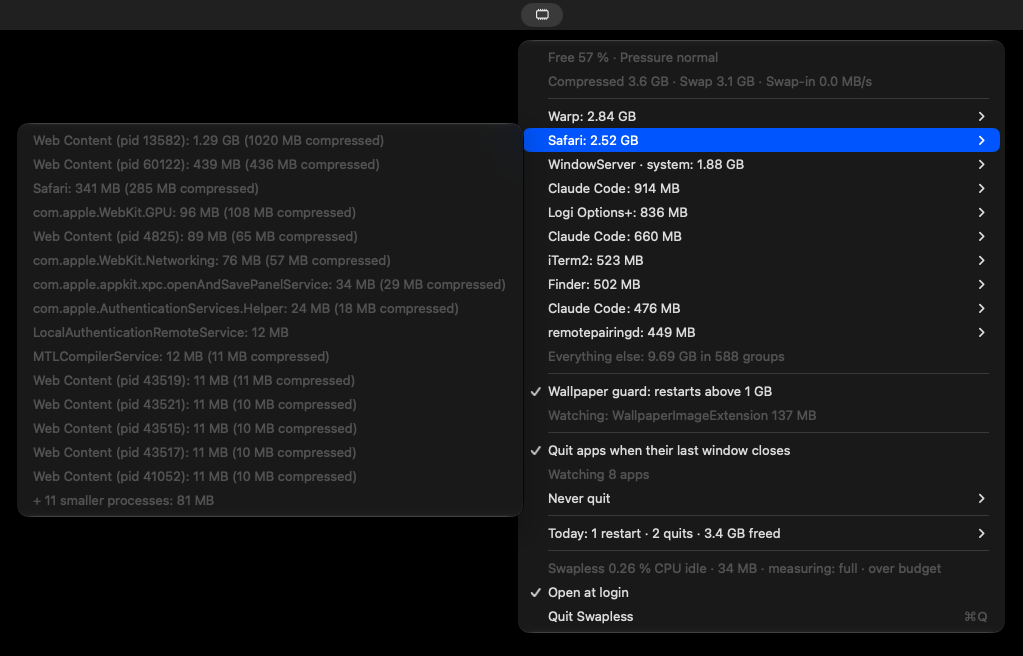 Free 57 % · Pressure normal
Compressed 3.6 GB · Swap 3.1 GB · Swap-in 0.0 MB/s
Warp: 2.84 GB
Safari: 2.52 GB
WindowServer · system: 1.88 GB
Claude Code: 914 MB
Logi Options+: 836 MB
Claude Code: 660 MB
iTerm2: 523 MB
Finder: 502 MB
Claude Code: 476 MB
remotepairingd: 449 MB
Everything else: 9.69 GB in 588 groups
Wallpaper guard: restarts above 1 GB
Watching: WallpaperImageExtension 137 MB
Quit apps when their last window closes
Watching 8 apps
Never quit
Today: 1 restart · 2 quits · 3.4 GB freed
Swapless 0.26 % CPU idle · 34 MB · measuring: full · over budget
Open at login
Quit Swapless ⌘Q
Web Content (pid 13582): 1.29 GB (1020 MB compressed)
Web Content (pid 60122): 439 MB (436 MB compressed)
Safari: 341 MB (285 MB compressed)
com.apple.WebKit.GPU: 96 MB (108 MB compressed)
Web Content (pid 4825): 89 MB (65 MB compressed)
com.apple.WebKit.Networking: 76 MB (57 MB compressed)
com.apple.appkit.xpc.openAndSavePanelService: 34 MB (29 MB compressed)
com.apple.AuthenticationServices.Helper: 24 MB (18 MB compressed)
LocalAuthenticationRemoteService: 12 MB
MTLCompilerService: 12 MB (11 MB compressed)
Web Content (pid 43519): 11 MB (11 MB compressed)
Web Content (pid 43521): 11 MB (10 MB compressed)
Web Content (pid 43515): 11 MB (10 MB compressed)
Web Content (pid 43517): 11 MB (10 MB compressed)
Web Content (pid 41052): 11 MB (10 MB compressed)
+ 11 smaller processes: 81 MB